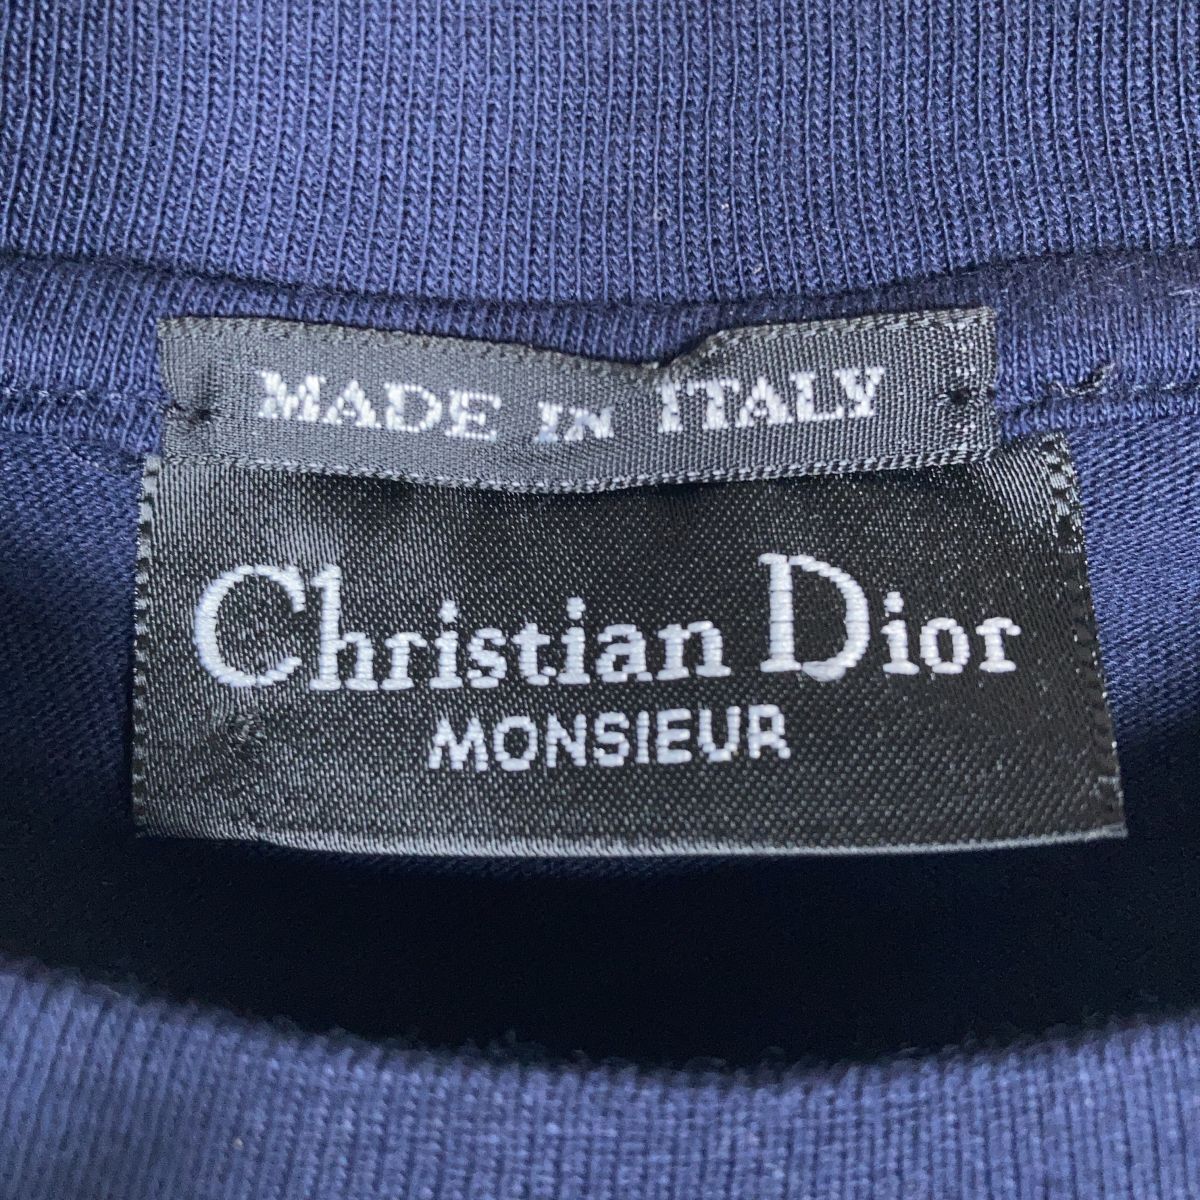 MADE IN ITALY
Christian Dior
MONSIEUR